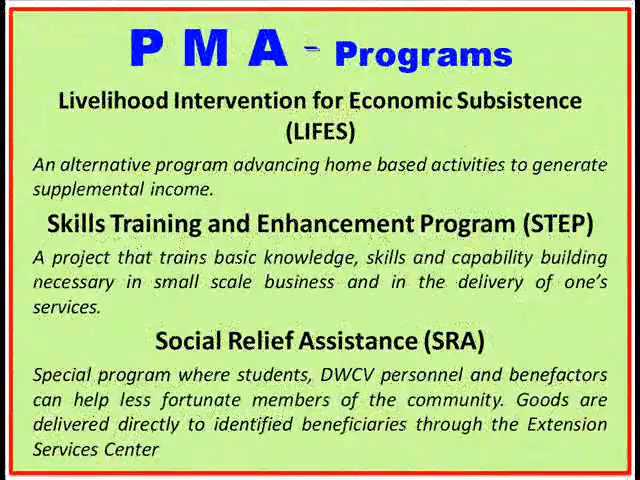 P M A - Programs
Livelihood Intervention for Economic Subsistence
(LIFES)
An alternative program advancing home based activities to generate
supplemental income.
Skills Training and Enhancement Program (STEP)
A project that trains basic knowledge, skills and capability building
necessary in small scale business and in the delivery of one's
services.
Social Relief Assistance (SRA)
Special program where students, DWCV personnel and benefactors
can help less fortunate members of the community. Goods are
delivered directly to identified beneficiaries through the Extension
Services Center